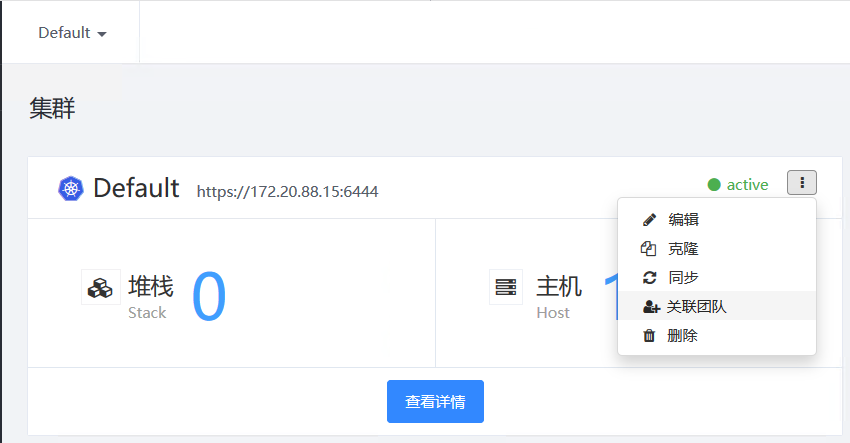 Default
集群
Default https://172.20.88.15:6444 active
编辑
克隆
同步
关联团队
删除
堆栈 0
Stack
主机
Host
查看详情